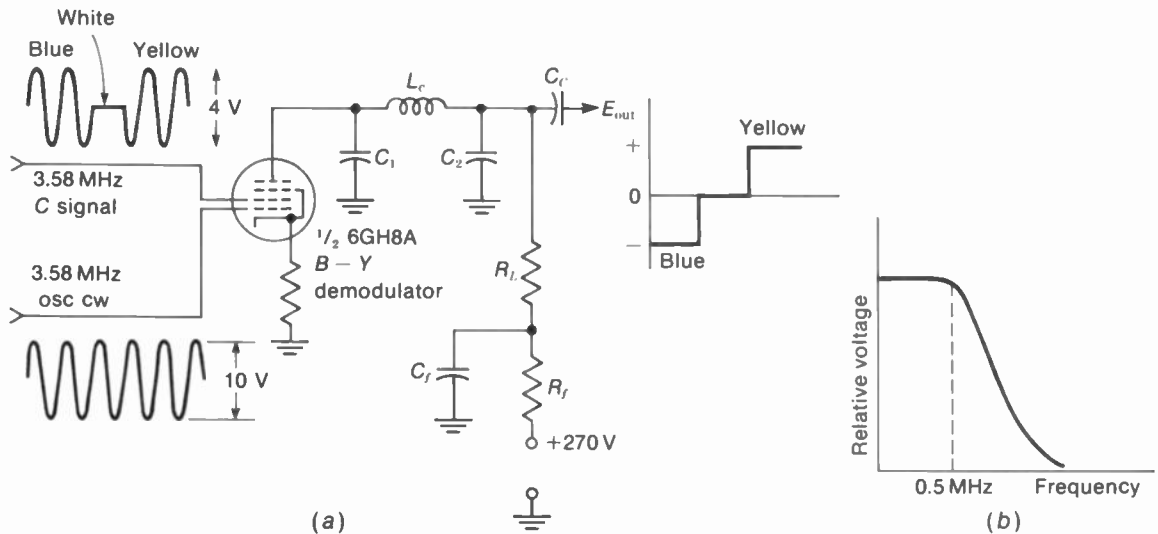 White
Blue
Yellow
4 V
3.58 MHz
C signal
3.58 MHz
osc cw
10 V
1/2 6GH8A
B – Y
demodulator
C1
Lc
C2
Cc
Eout
RL
Cf
Rf
+270 V
(a)
+
0
–
Yellow
Blue
Relative voltage
0.5 MHz
Frequency
(b)